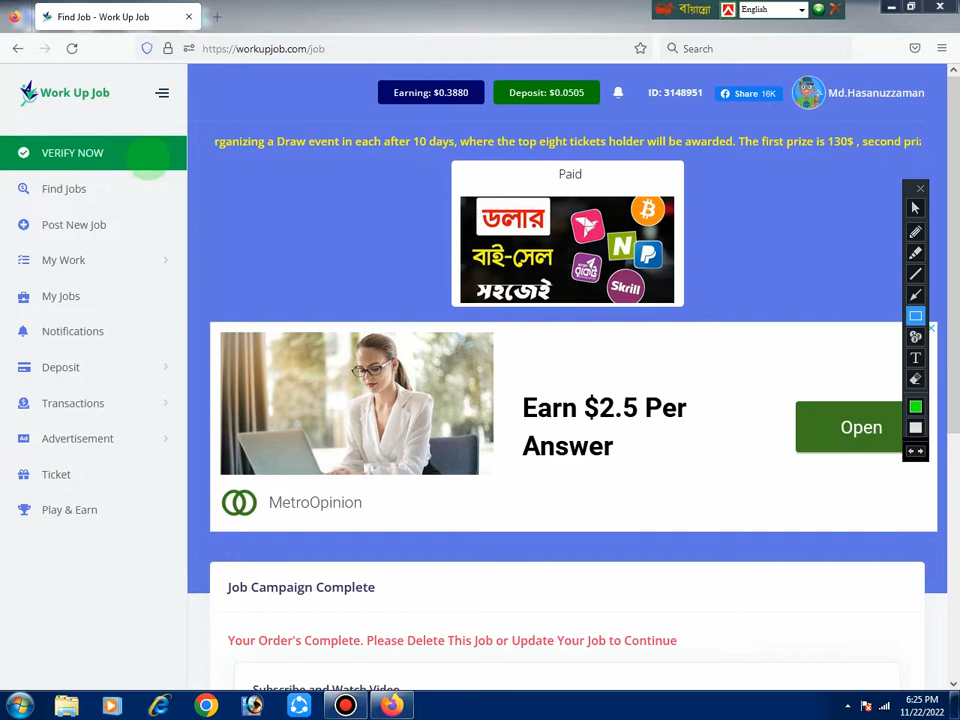 Find Job - Work Up Job
বায়ান্নো
English
https://workupjob.com/job
Search
Work Up Job
Earning: $0.3880
Deposit: $0.0505
ID: 3148951
Share 16K
Md.Hasanuzzaman
rganizing a Draw event in each after 10 days, where the top eight tickets holder will be awarded. The first prize is 130$ , second pri
VERIFY NOW
Find Jobs
Post New Job
My Work
My Jobs
Notifications
Deposit
Transactions
Advertisement
Ticket
Play & Earn
Paid
ডলার
বাই-সেল
সহজেই
N
রকেট
Skrill
Earn $2.5 Per
Answer
Open
MetroOpinion
Job Campaign Complete
Your Order's Complete. Please Delete This Job or Update Your Job to Continue
Subscribe and Watch Video
T
6:25 PM
11/22/2022